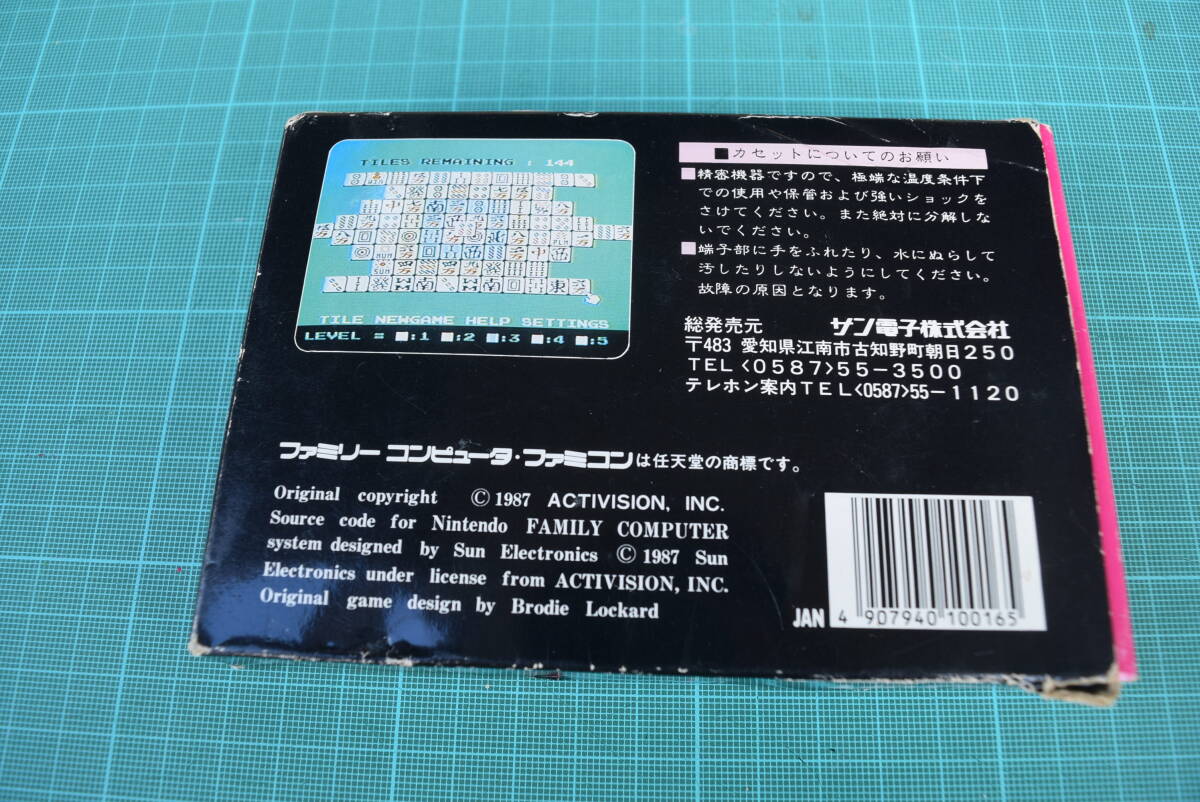 TILES REMAINING : 144
TILE NEWGAME HELP SETTINGS
LEVEL = ■:1 ■:2 ■:3 ■:4 ■:5
■カセットについてのお願い
■精密機器ですので、極端な温度条件下
での使用や保管および強いショックを
さけてください。また絶対に分解しな
いでください。
■端子部に手をふれたり、水にぬらして
汚したりしないようにしてください。
故障の原因となります。
総発売元 サン電子株式会社
〒483 愛知県江南市古知野町朝日250
TEL<0587>55-3500
テレホン案内TEL<0587>55-1120
ファミリーコンピュータ・ファミコンは任天堂の商標です。
Original copyright © 1987 ACTIVISION, INC.
Source code for Nintendo FAMILY COMPUTER
system designed by Sun Electronics © 1987 Sun
Electronics under license from ACTIVISION, INC.
Original game design by Brodie Lockard
JAN 4 907940 100165